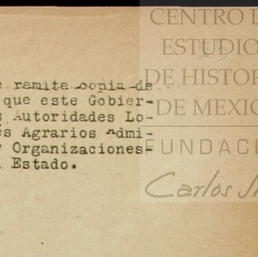 CENTRO D
ESTUDIO
DE HISTOR
DE MEXIC
FUNDACI
Carlos
ramite copia de
que este Gobier-
s Autoridades Lo-
es Agrarios Admi-
y Organizaciones-
Estado.